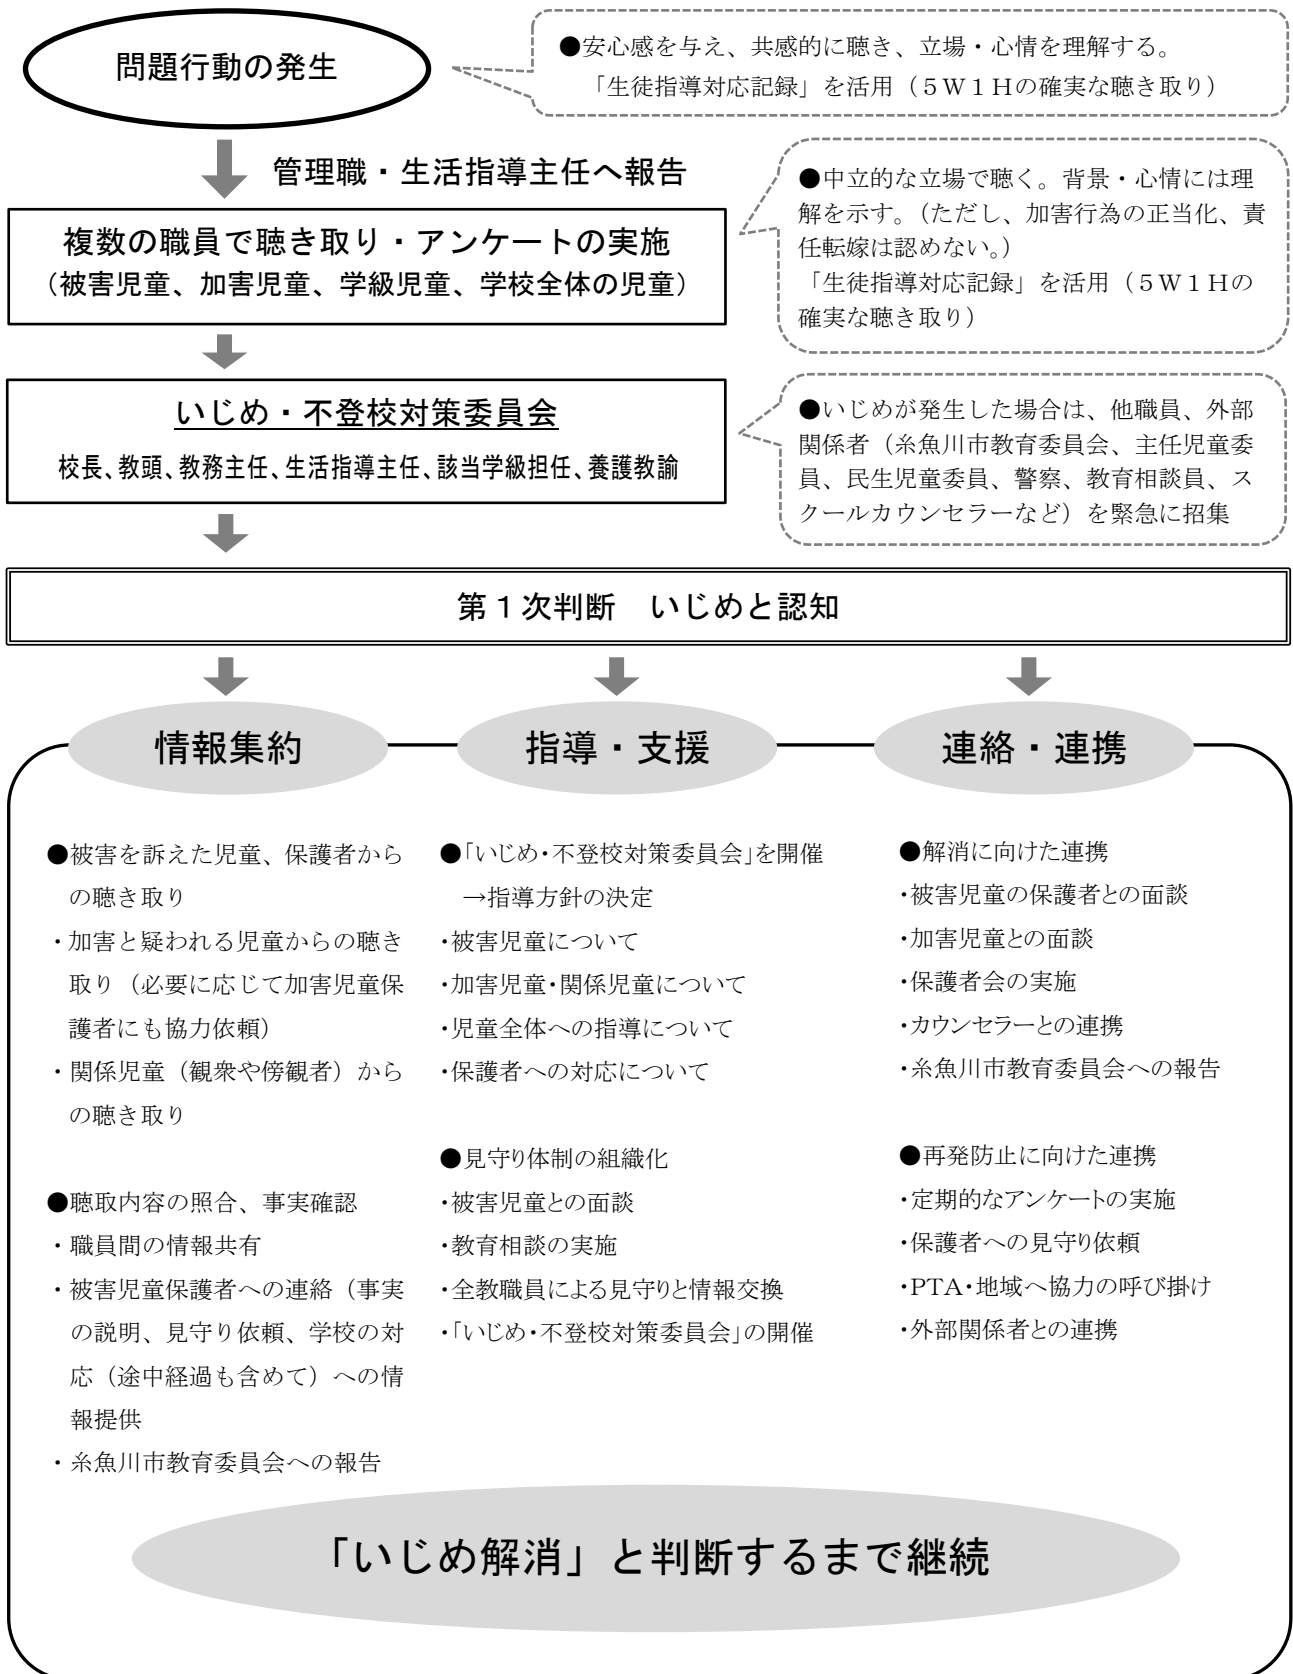 問題行動の発生
●安心感を与え、共感的に聴き、立場・心情を理解する。
「生徒指導対応記録」を活用（５Ｗ１Ｈの確実な聴き取り）
管理職・生活指導主任へ報告
複数の職員で聴き取り・アンケートの実施
（被害児童、加害児童、学級児童、学校全体の児童）
●中立的な立場で聴く。背景・心情には理
解を示す。（ただし、加害行為の正当化、責
任転嫁は認めない。）
「生徒指導対応記録」を活用（５Ｗ１Ｈの
確実な聴き取り）
いじめ・不登校対策委員会
校長、教頭、教務主任、生活指導主任、該当学級担任、養護教諭
●いじめが発生した場合は、他職員、外部
関係者（糸魚川市教育委員会、主任児童委
員、民生児童委員、警察、教育相談員、ス
クールカウンセラーなど）を緊急に招集
第１次判断　いじめと認知
情報集約
●被害を訴えた児童、保護者から
の聴き取り
・加害と疑われる児童からの聴き
取り（必要に応じて加害児童保
護者にも協力依頼）
・関係児童（観衆や傍観者）から
の聴き取り
●聴取内容の照合、事実確認
・職員間の情報共有
・被害児童保護者への連絡（事実
の説明、見守り依頼、学校の対
応（途中経過も含めて）への情
報提供
・糸魚川市教育委員会への報告
指導・支援
●「いじめ・不登校対策委員会」を開催
→指導方針の決定
・被害児童について
・加害児童・関係児童について
・児童全体への指導について
・保護者への対応について
●見守り体制の組織化
・被害児童との面談
・教育相談の実施
・全教職員による見守りと情報交換
・「いじめ・不登校対策委員会」の開催
連絡・連携
●解消に向けた連携
・被害児童の保護者との面談
・加害児童との面談
・保護者会の実施
・カウンセラーとの連携
・糸魚川市教育委員会への報告
●再発防止に向けた連携
・定期的なアンケートの実施
・保護者への見守り依頼
・PTA・地域へ協力の呼び掛け
・外部関係者との連携
「いじめ解消」と判断するまで継続